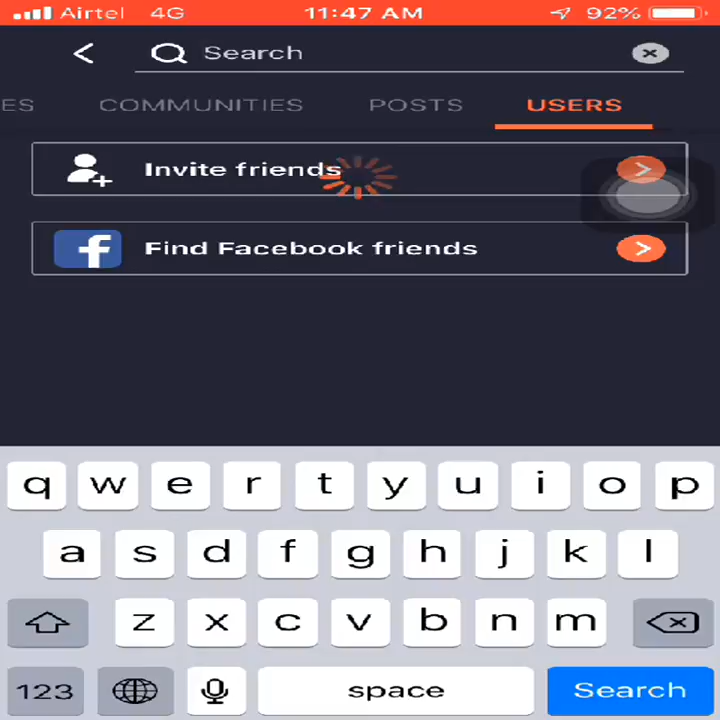 Airtel 4G 11:47 AM 92%
Search
ES COMMUNITIES POSTS USERS
Invite friends
f Find Facebook friends
q w e r t y u i o p
a s d f g h j k l
z x c v b n m
123 space Search